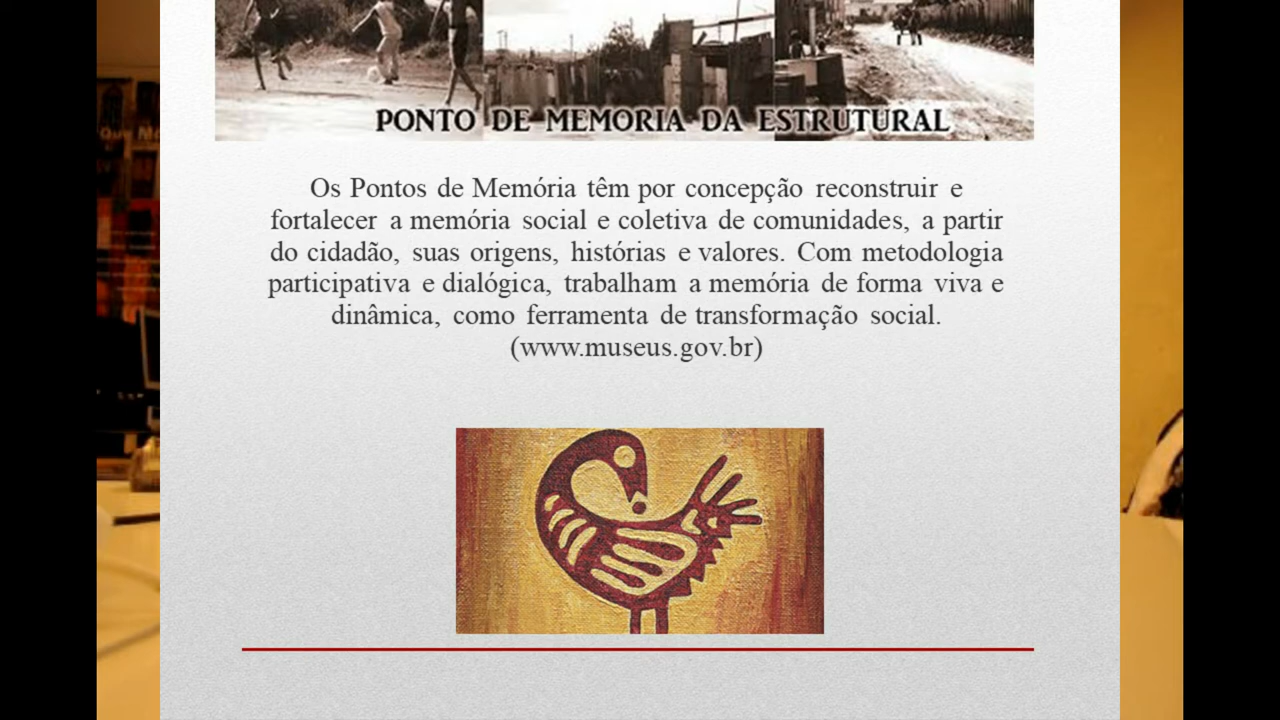 PONTO DE MEMORIA DA ESTRUTURAL
Os Pontos de Memória têm por concepção reconstruir e
fortalecer a memória social e coletiva de comunidades, a partir
do cidadão, suas origens, histórias e valores. Com metodologia
participativa e dialógica, trabalham a memória de forma viva e
dinâmica, como ferramenta de transformação social.
(www.museus.gov.br)